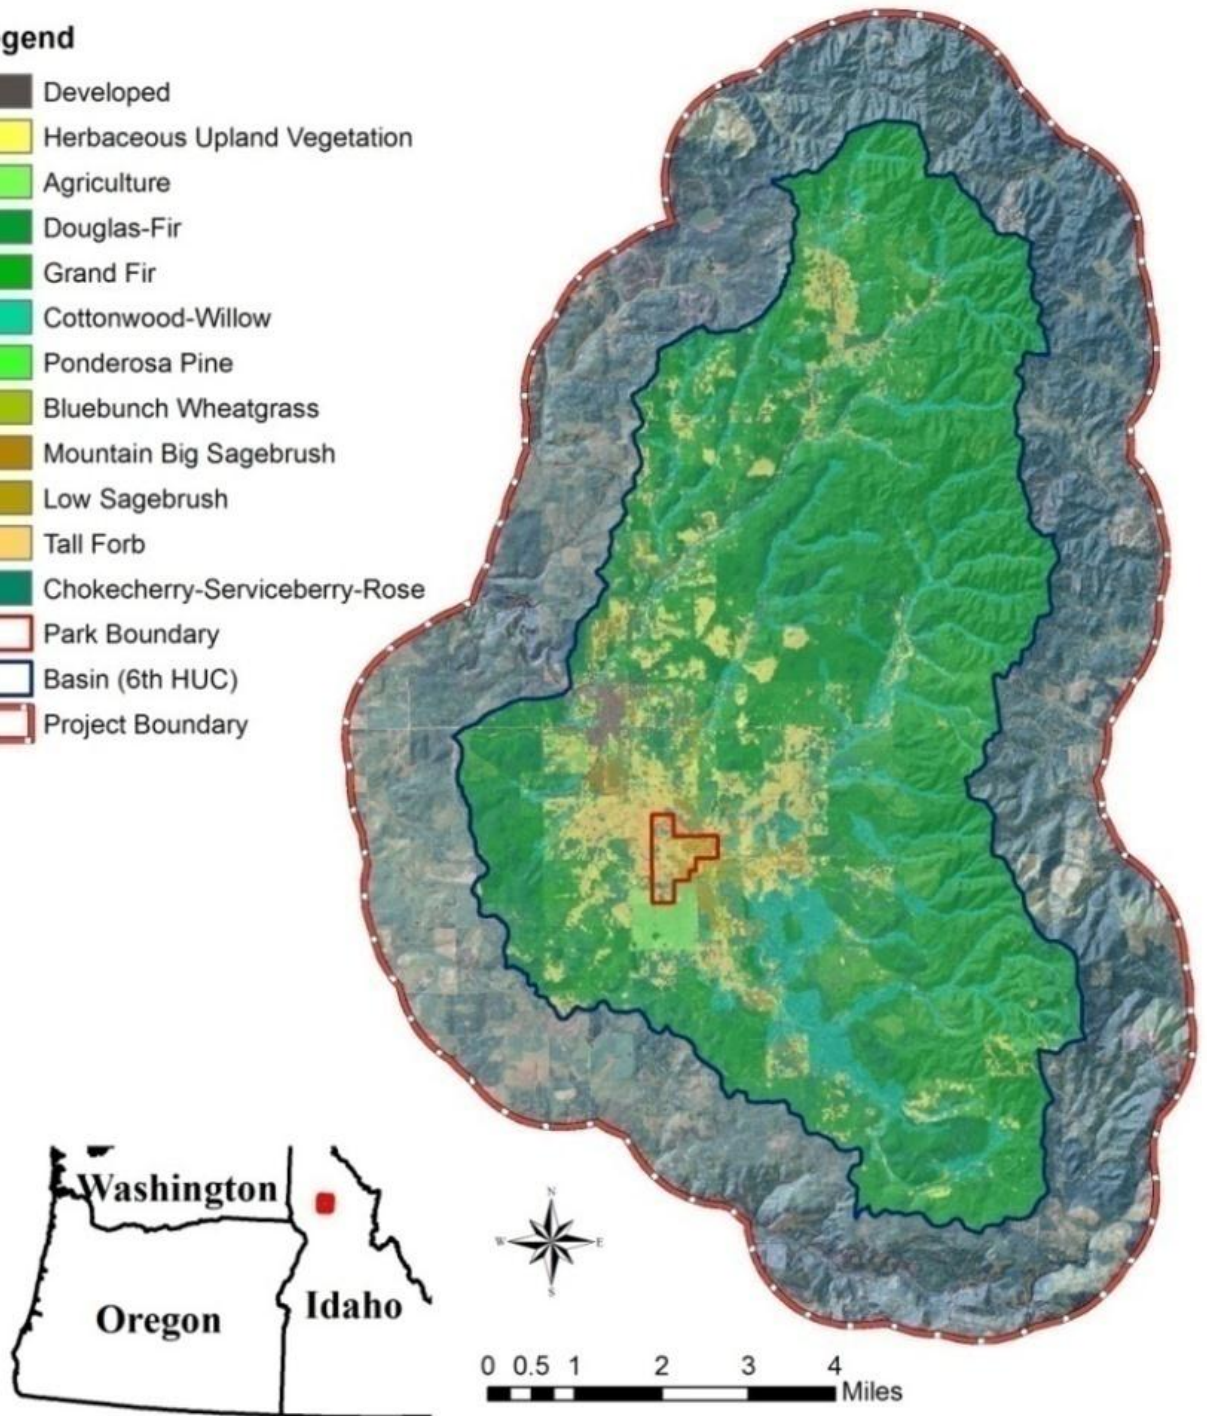 gend
Developed
Herbaceous Upland Vegetation
Agriculture
Douglas-Fir
Grand Fir
Cottonwood-Willow
Ponderosa Pine
Bluebunch Wheatgrass
Mountain Big Sagebrush
Low Sagebrush
Tall Forb
Chokecherry-Serviceberry-Rose
Park Boundary
Basin (6th HUC)
Project Boundary
Washington
Oregon
Idaho
N
W E
S
0 0.5 1 2 3 4
Miles